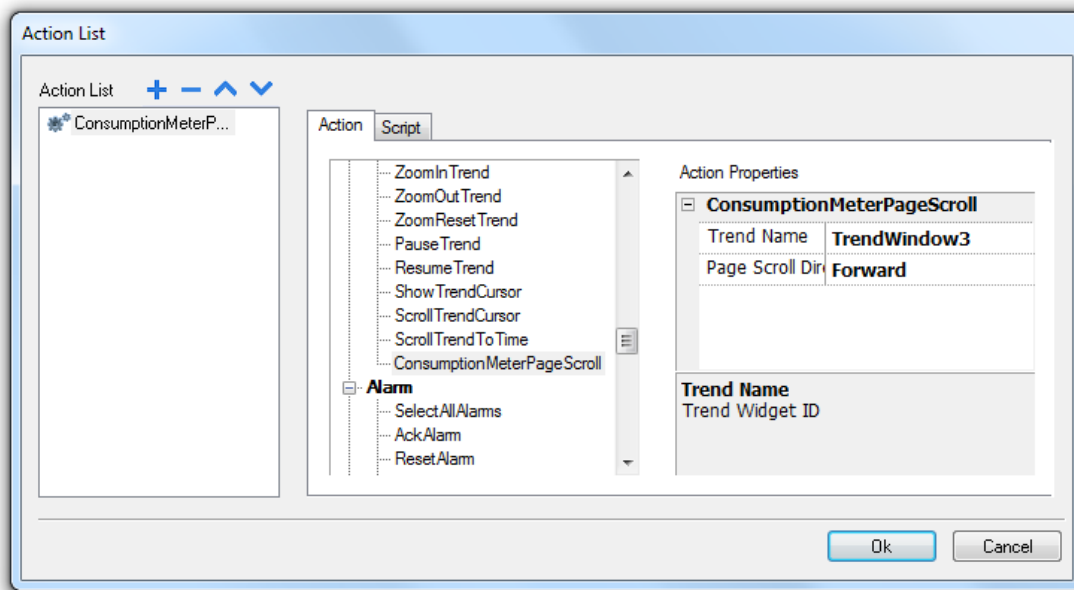 Action List
Action List
ConsumptionMeterP...
Action
Script
ZoomInTrend
ZoomOutTrend
ZoomResetTrend
PauseTrend
ResumeTrend
ShowTrendCursor
ScrollTrendCursor
ScrollTrendToTime
ConsumptionMeterPageScroll
Alarm
SelectAllAlarms
AckAlarm
ResetAlarm
Action Properties
ConsumptionMeterPageScroll
Trend Name TrendWindow3
Page Scroll Dir Forward
Trend Name
Trend Widget ID
Ok
Cancel